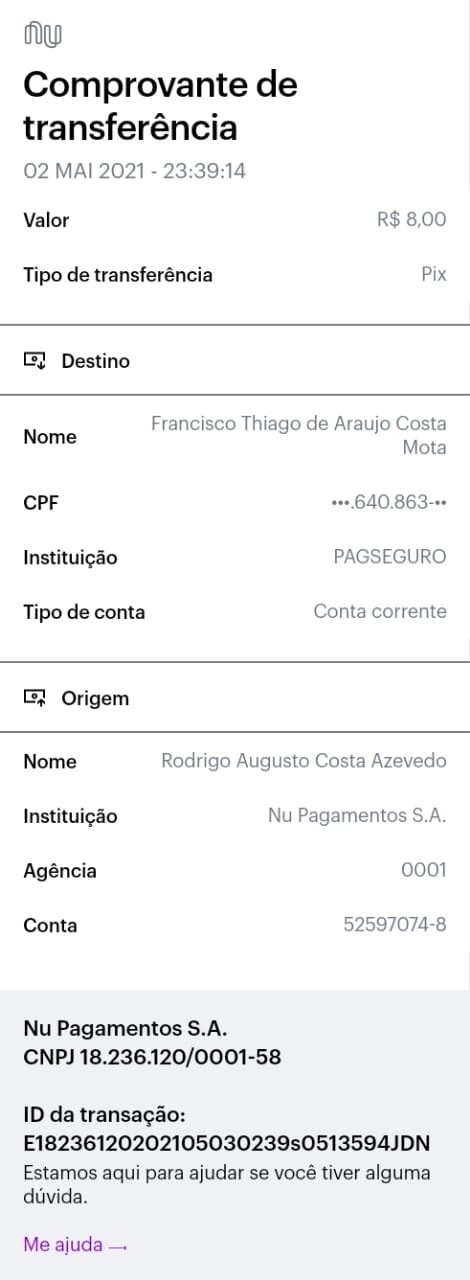 nu
Comprovante de
transferência
02 MAI 2021 - 23:39:14
Valor R$ 8,00
Tipo de transferência Pix
Destino
Nome Francisco Thiago de Araujo Costa
Mota
CPF •••.640.863-••
Instituição PAGSEGURO
Tipo de conta Conta corrente
Origem
Nome Rodrigo Augusto Costa Azevedo
Instituição Nu Pagamentos S.A.
Agência 0001
Conta 52597074-8
Nu Pagamentos S.A.
CNPJ 18.236.120/0001-58
ID da transação:
E18236120202105030239s0513594JDN
Estamos aqui para ajudar se você tiver alguma
dúvida.
Me ajuda →